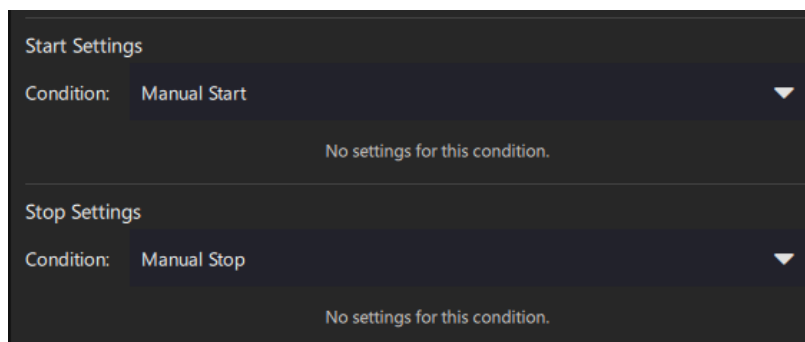 Start Settings
Condition: Manual Start
No settings for this condition.
Stop Settings
Condition: Manual Stop
No settings for this condition.